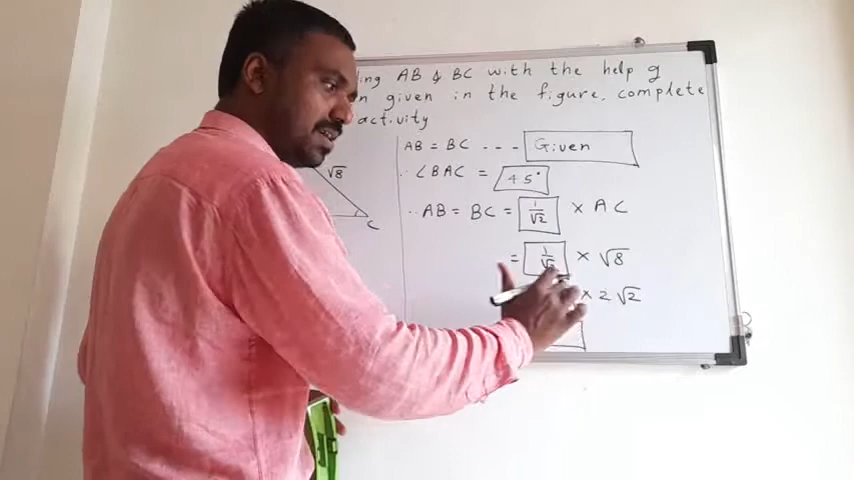 AB & BC with the help of
given in the figure. complete
activity
AB = BC --- Given
∴ ∠BAC = 45°
∴ AB = BC = 1/√2 × AC
= 1/√2 × √8
× 2√2
√8
C